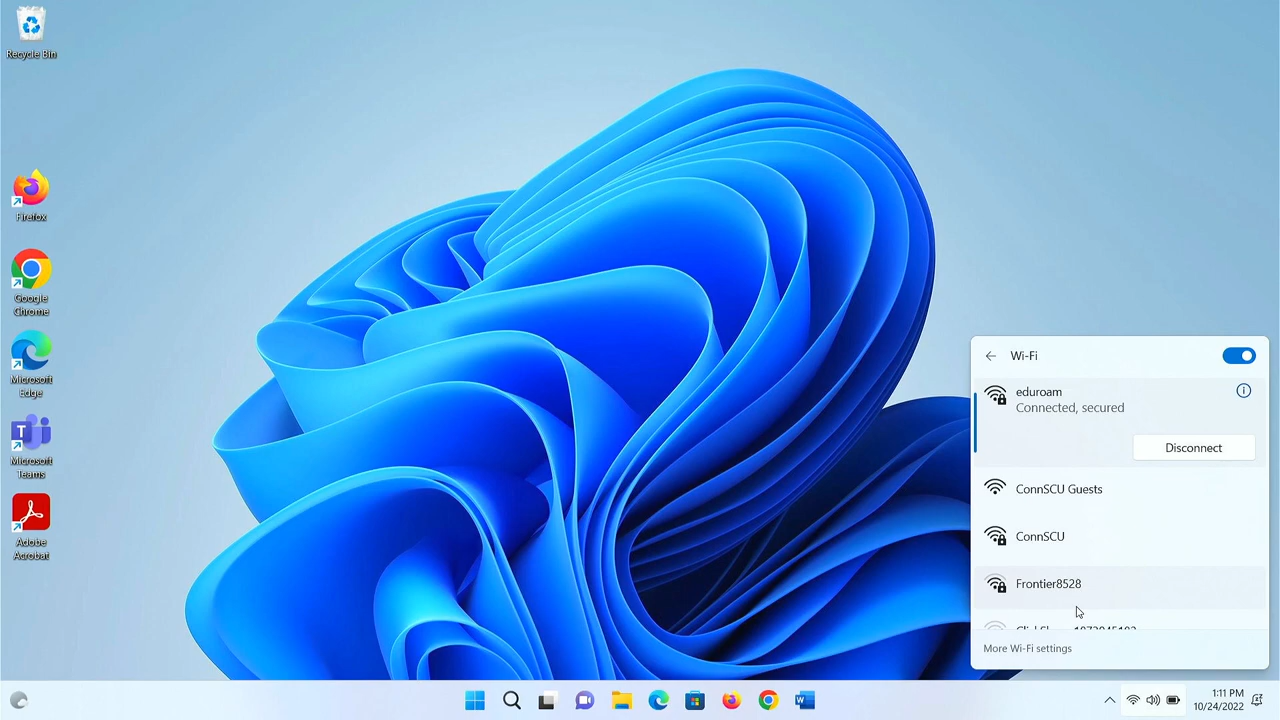 Recycle Bin
Firefox
Google
Chrome
Microsoft
Edge
Microsoft
Teams
Adobe
Acrobat
Wi-Fi
eduroam
Connected, secured
Disconnect
ConnSCU Guests
ConnSCU
Frontier8528
More Wi-Fi settings
1:11 PM
10/24/2022